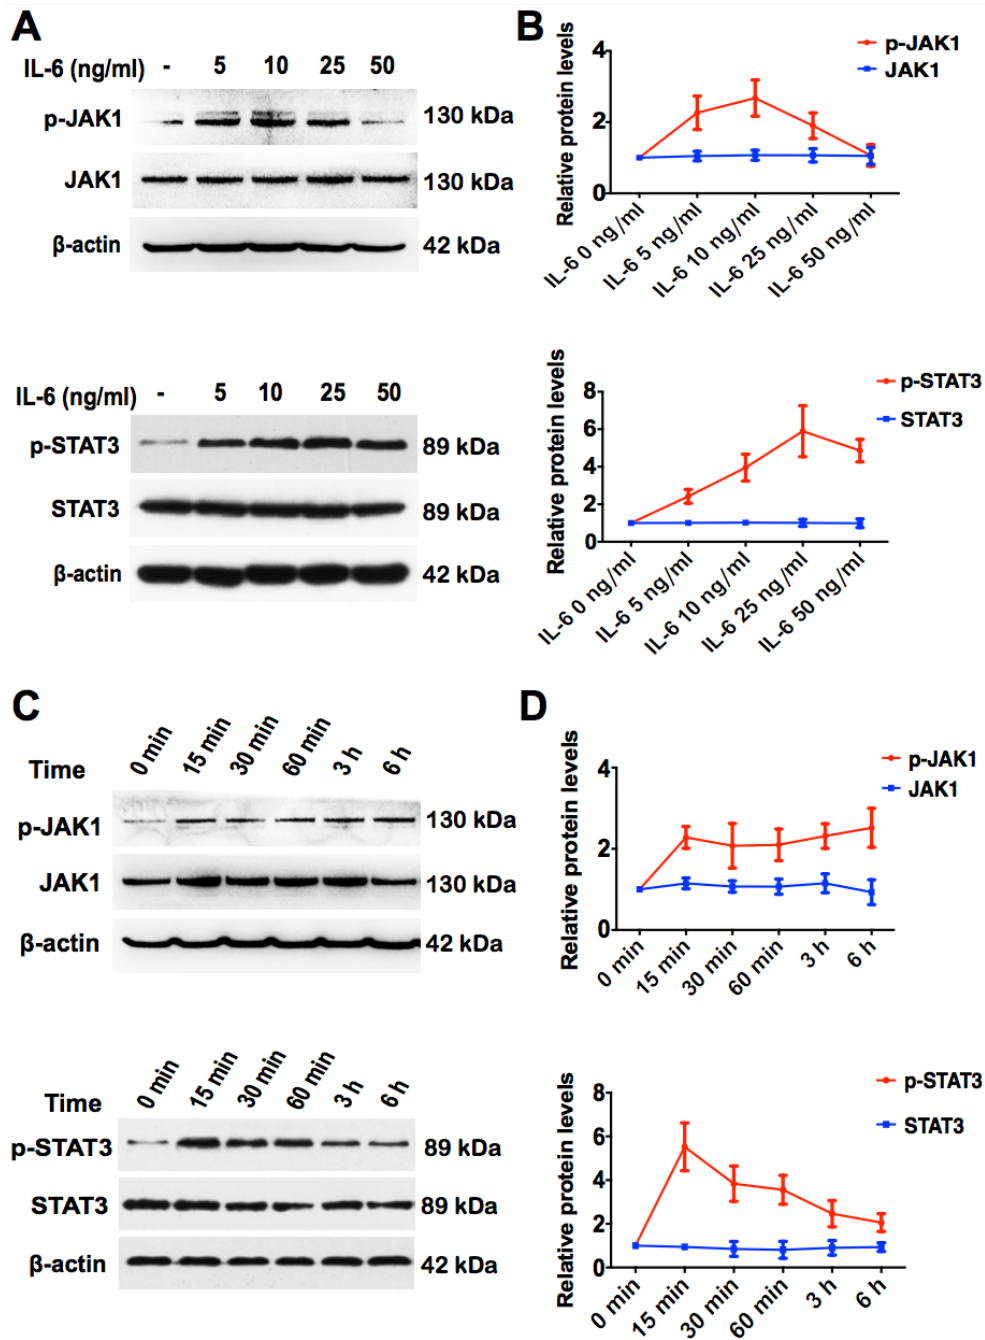 A
IL-6 (ng/ml) - 5 10 25 50
p-JAK1 130 kDa
JAK1 130 kDa
β-actin 42 kDa
IL-6 (ng/ml) - 5 10 25 50
p-STAT3 89 kDa
STAT3 89 kDa
β-actin 42 kDa
B
Relative protein levels
4
2
0
p-JAK1
JAK1
IL-6 0 ng/ml
IL-6 5 ng/ml
IL-6 10 ng/ml
IL-6 25 ng/ml
IL-6 50 ng/ml
Relative protein levels
8
6
4
2
0
p-STAT3
STAT3
IL-6 0 ng/ml
IL-6 5 ng/ml
IL-6 10 ng/ml
IL-6 25 ng/ml
IL-6 50 ng/ml
C
Time 0 min 15 min 30 min 60 min 3 h 6 h
p-JAK1 130 kDa
JAK1 130 kDa
β-actin 42 kDa
Time 0 min 15 min 30 min 60 min 3 h 6 h
p-STAT3 89 kDa
STAT3 89 kDa
β-actin 42 kDa
D
Relative protein levels
4
2
0
p-JAK1
JAK1
0 min
15 min
30 min
60 min
3 h
6 h
Relative protein levels
8
6
4
2
0
p-STAT3
STAT3
0 min
15 min
30 min
60 min
3 h
6 h